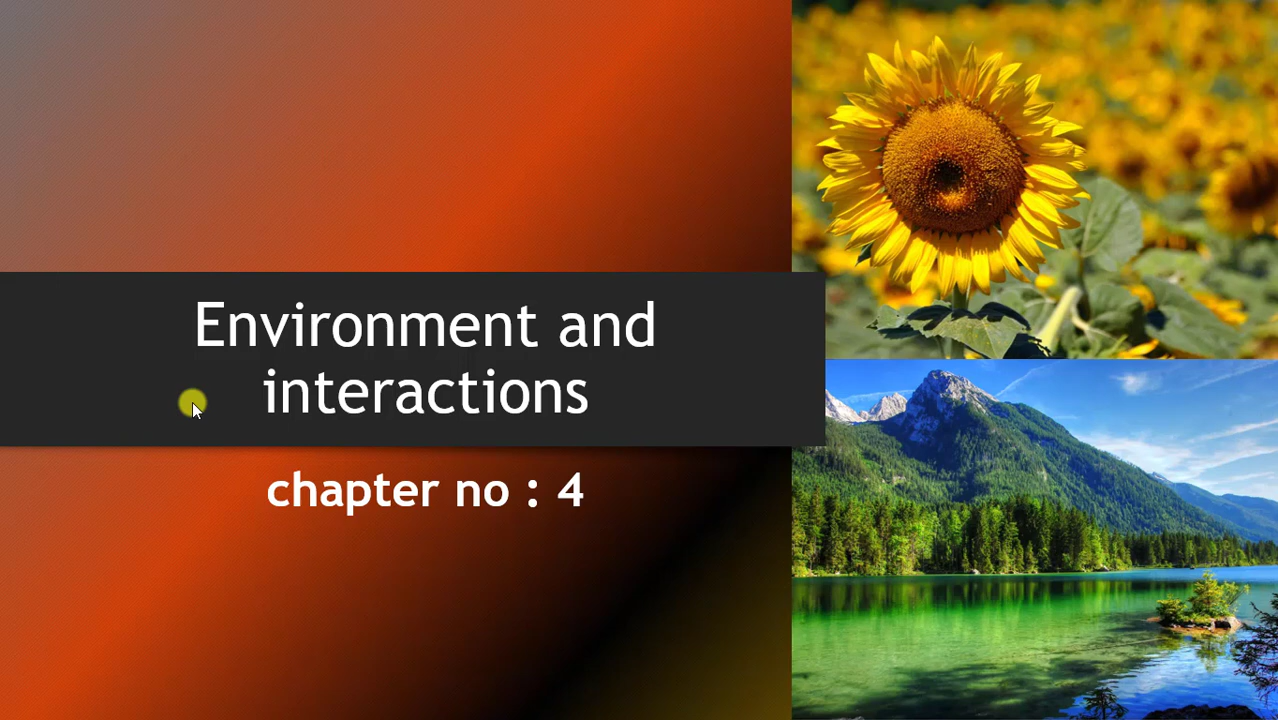 Environment and
interactions
chapter no : 4